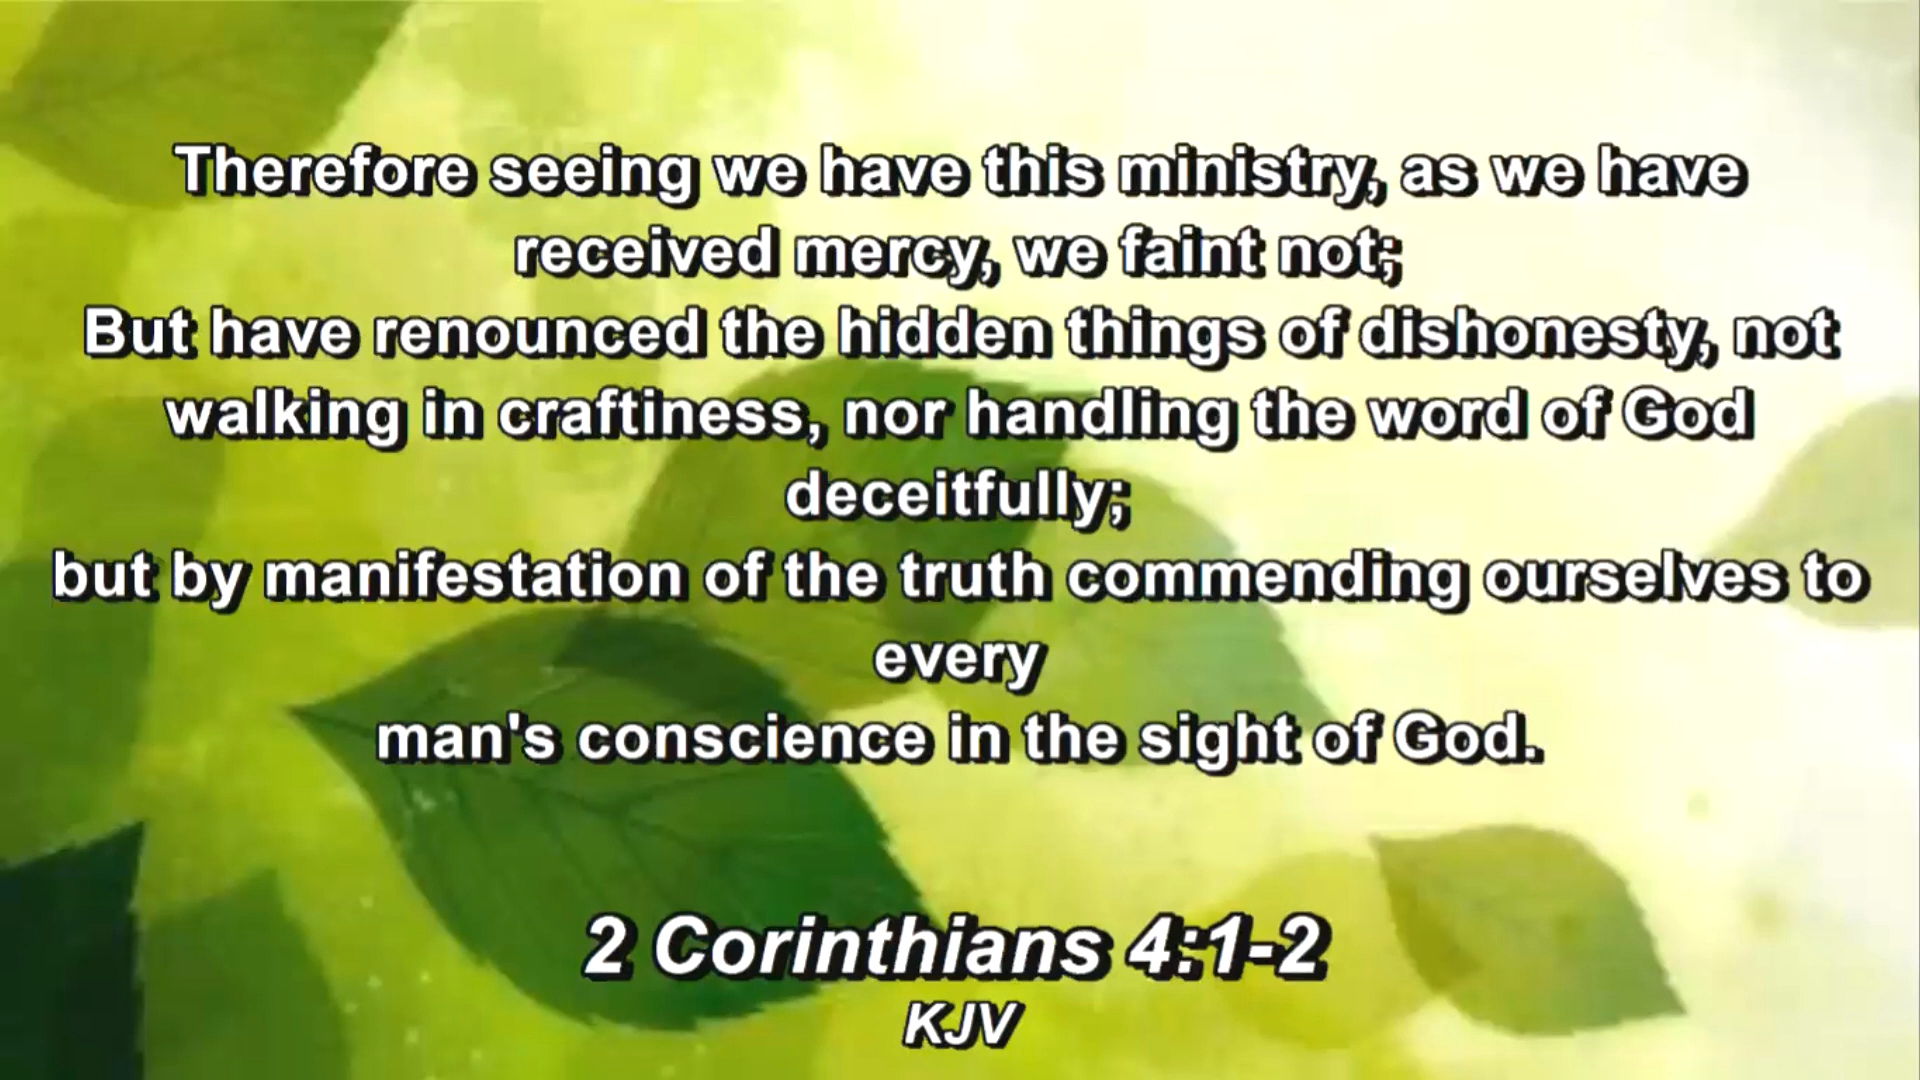 Therefore seeing we have this ministry, as we have
received mercy, we faint not;
But have renounced the hidden things of dishonesty, not
walking in craftiness, nor handling the word of God
deceitfully;
but by manifestation of the truth commending ourselves to
every
man's conscience in the sight of God.
2 Corinthians 4:1-2
KJV